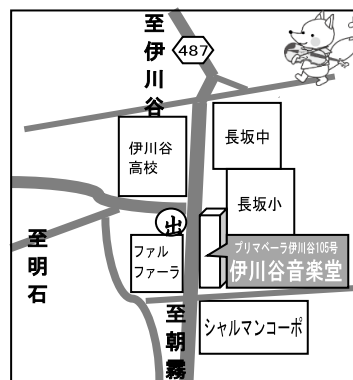 至伊川谷
487
伊川谷
高校
長坂中
長坂小
出
至明石
ファル
ファーラ
プリマベーラ伊川谷105号
伊川谷音楽堂
至朝霧
シャルマンコーポ